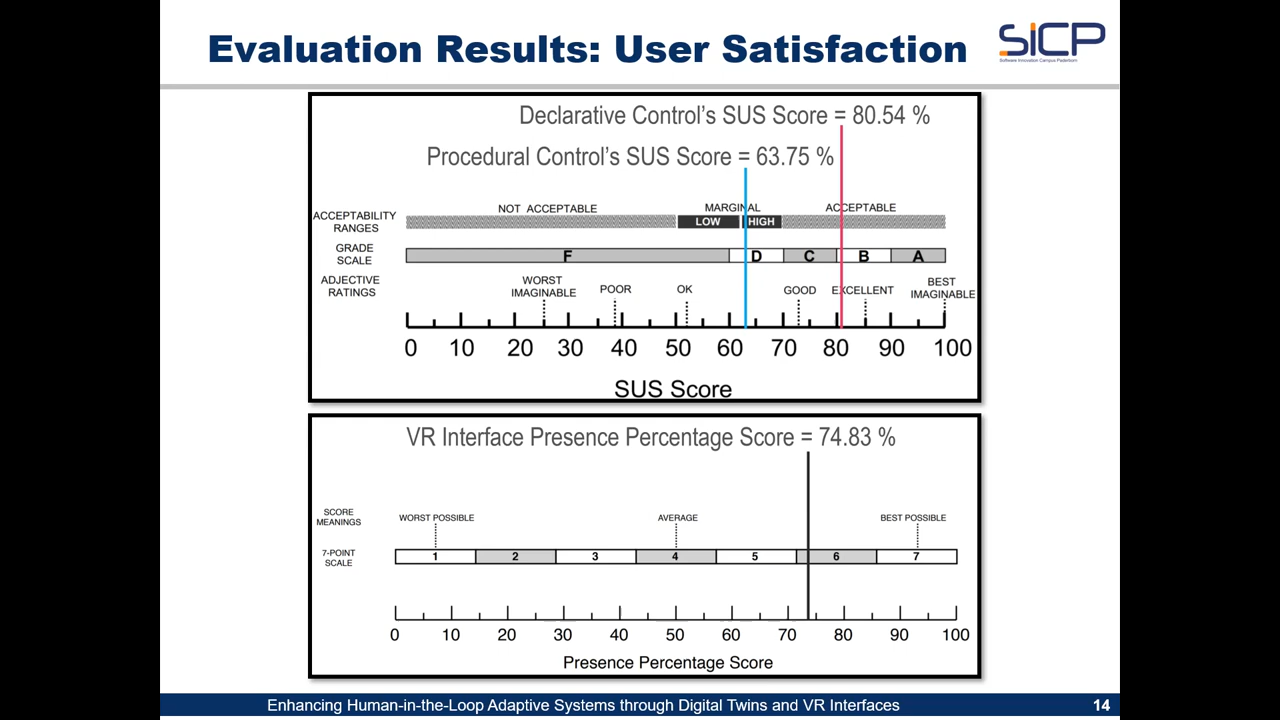 Evaluation Results: User Satisfaction
SICP
Software Innovation Campus Paderborn
Declarative Control's SUS Score = 80.54 %
Procedural Control's SUS Score = 63.75 %
ACCEPTABILITY RANGES
NOT ACCEPTABLE
MARGINAL
ACCEPTABLE
LOW HIGH
GRADE SCALE
F D C B A
ADJECTIVE RATINGS
WORST IMAGINABLE
POOR
OK
GOOD
EXCELLENT
BEST IMAGINABLE
0 10 20 30 40 50 60 70 80 90 100
SUS Score
VR Interface Presence Percentage Score = 74.83 %
SCORE MEANINGS
WORST POSSIBLE
AVERAGE
BEST POSSIBLE
7-POINT SCALE
1 2 3 4 5 6 7
0 10 20 30 40 50 60 70 80 90 100
Presence Percentage Score
Enhancing Human-in-the-Loop Adaptive Systems through Digital Twins and VR Interfaces
14